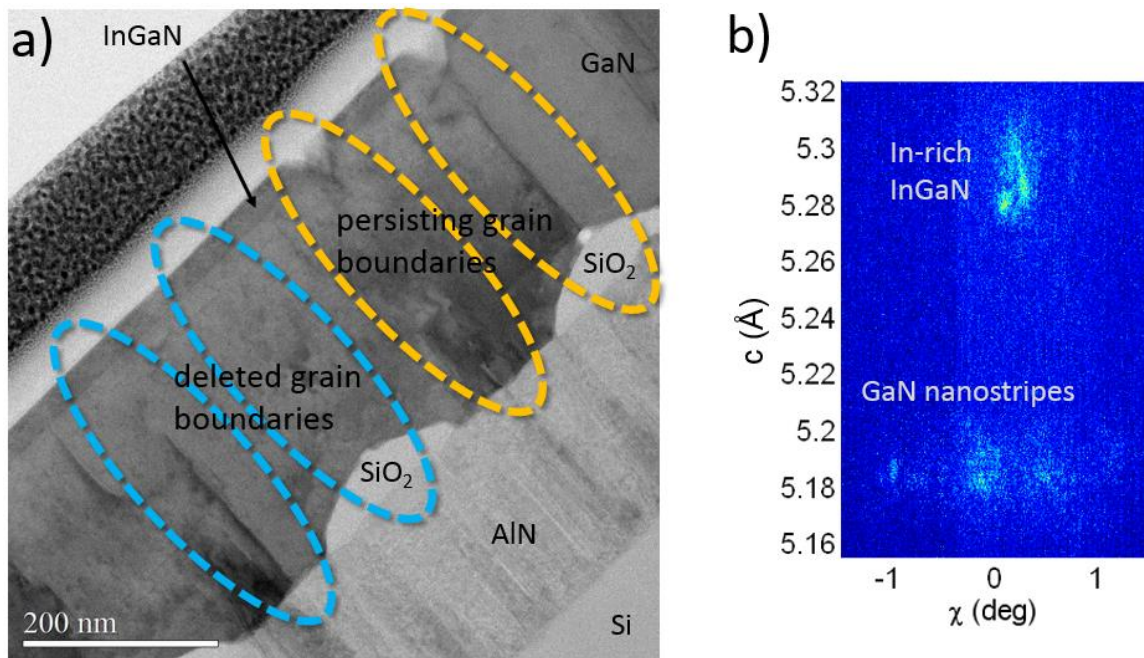 a)
InGaN
GaN
persisting grain
boundaries
SiO₂
deleted grain
boundaries
SiO₂
AlN
200 nm
Si
b)
5.32
5.3
5.28
5.26
5.24
5.22
5.2
5.18
5.16
c (Å)
In-rich
InGaN
GaN nanostripes
-1 0 1
χ (deg)